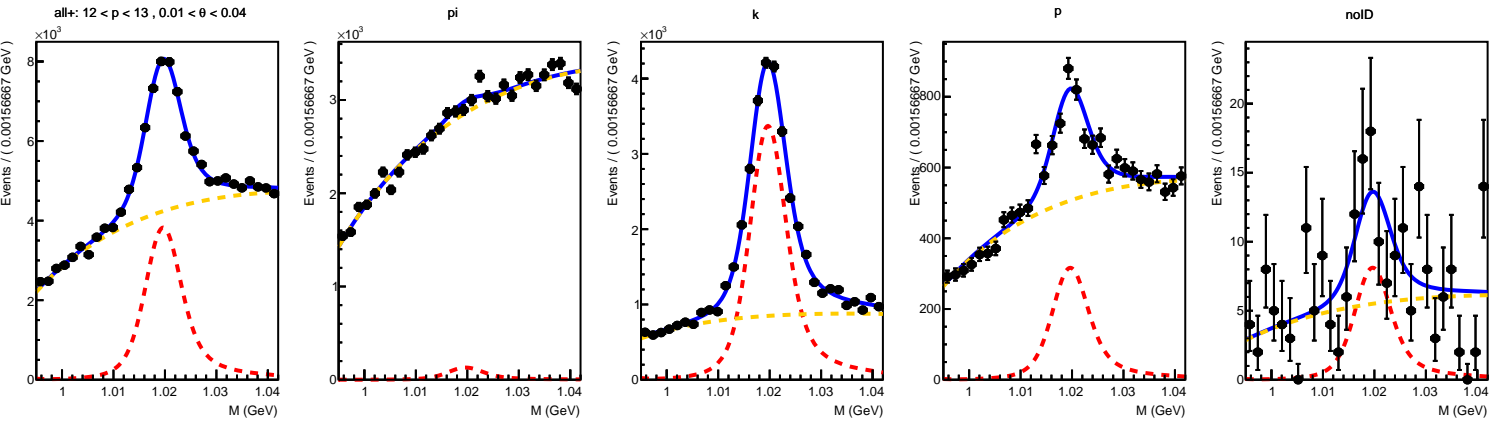 all+: 12 < p < 13 , 0.01 < θ < 0.04
×10³
Events / ( 0.00156667 GeV )
8
6
4
2
0
1 1.01 1.02 1.03 1.04
M (GeV)
pi
×10³
Events / ( 0.00156667 GeV )
3
2
1
0
1 1.01 1.02 1.03 1.04
M (GeV)
k
×10³
Events / ( 0.00156667 GeV )
4
3
2
1
0
1 1.01 1.02 1.03 1.04
M (GeV)
p
Events / ( 0.00156667 GeV )
800
600
400
200
0
1 1.01 1.02 1.03 1.04
M (GeV)
noID
Events / ( 0.00156667 GeV )
20
15
10
5
0
1 1.01 1.02 1.03 1.04
M (GeV)